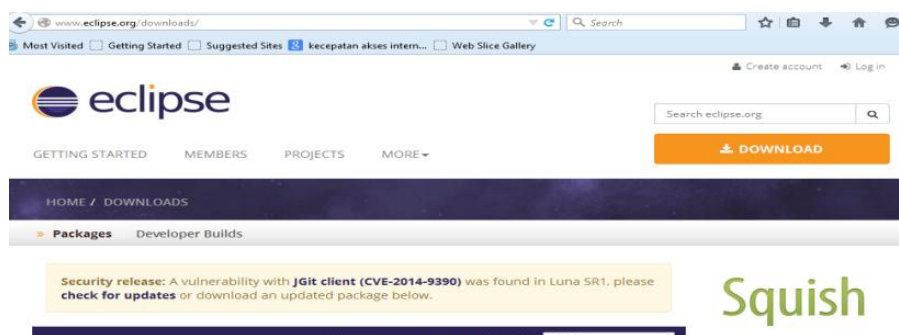 www.eclipse.org/downloads/
Search
Most Visited Getting Started Suggested Sites kecepatan akses intern... Web Slice Gallery
Create account Log in
eclipse
Search eclipse.org
GETTING STARTED MEMBERS PROJECTS MORE
DOWNLOAD
HOME / DOWNLOADS
» Packages Developer Builds
Security release: A vulnerability with JGit client (CVE-2014-9390) was found in Luna SR1, please
check for updates or download an updated package below.
Squish